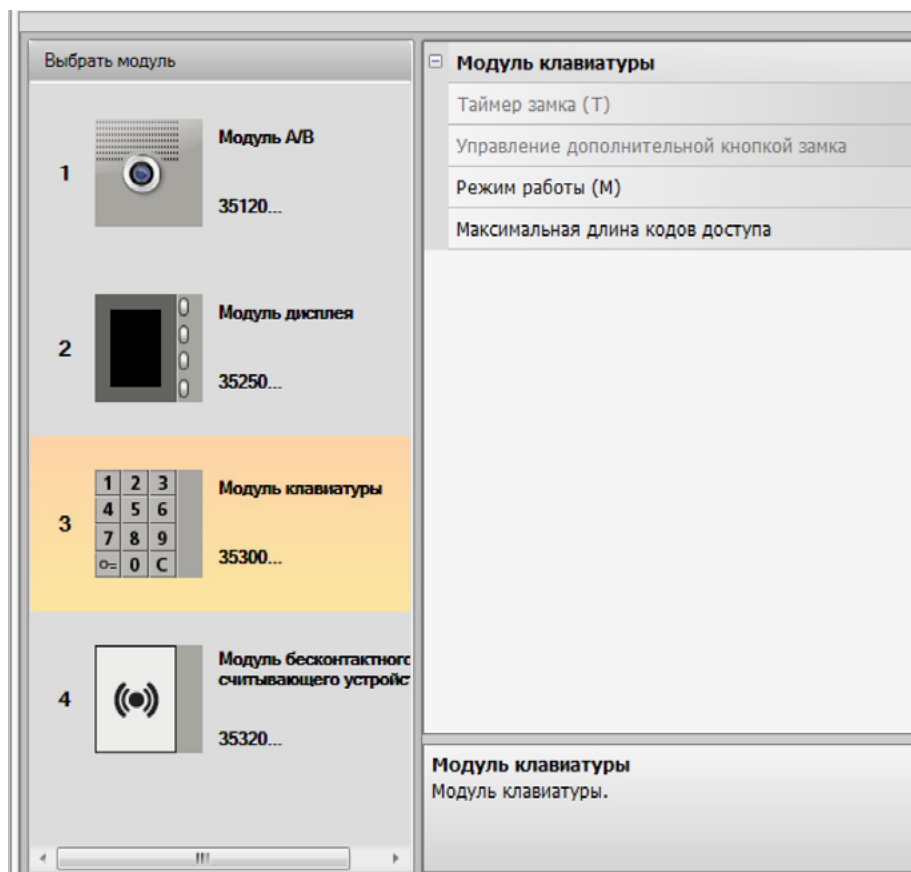 Выбрать модуль
1
Модуль A/B
35120...
2
Модуль дисплея
35250...
1 2 3
4 5 6
7 8 9
0 C
3
Модуль клавиатуры
35300...
4
Модуль бесконтактного
считывающего
35320...
Модуль клавиатуры
Таймер замка (T)
Управление дополнительной кнопкой замка
Режим работы (M)
Максимальная длина кодов доступа
Модуль клавиатуры
Модуль клавиатуры.